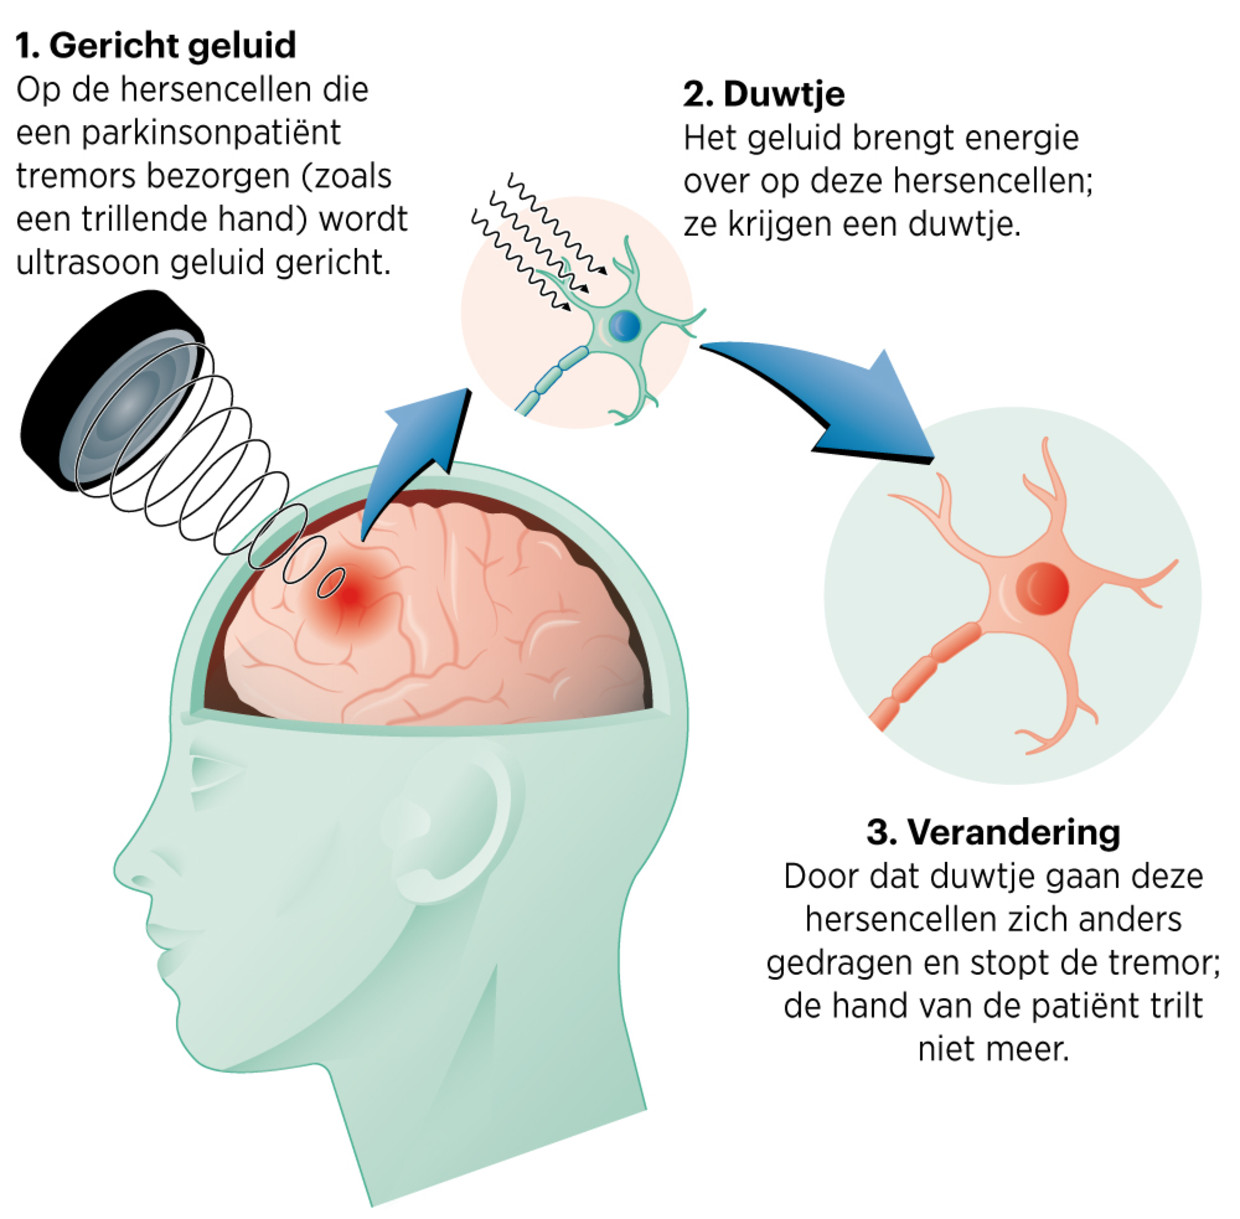 1. Gericht geluid
Op de hersencellen die
een parkinsonpatiënt
tremors bezorgen (zoals
een trillende hand) wordt
ultrasoon geluid gericht.
2. Duwtje
Het geluid brengt energie
over op deze hersencellen;
ze krijgen een duwtje.
3. Verandering
Door dat duwtje gaan deze
hersencellen zich anders
gedragen en stopt de tremor;
de hand van de patiënt trilt
niet meer.